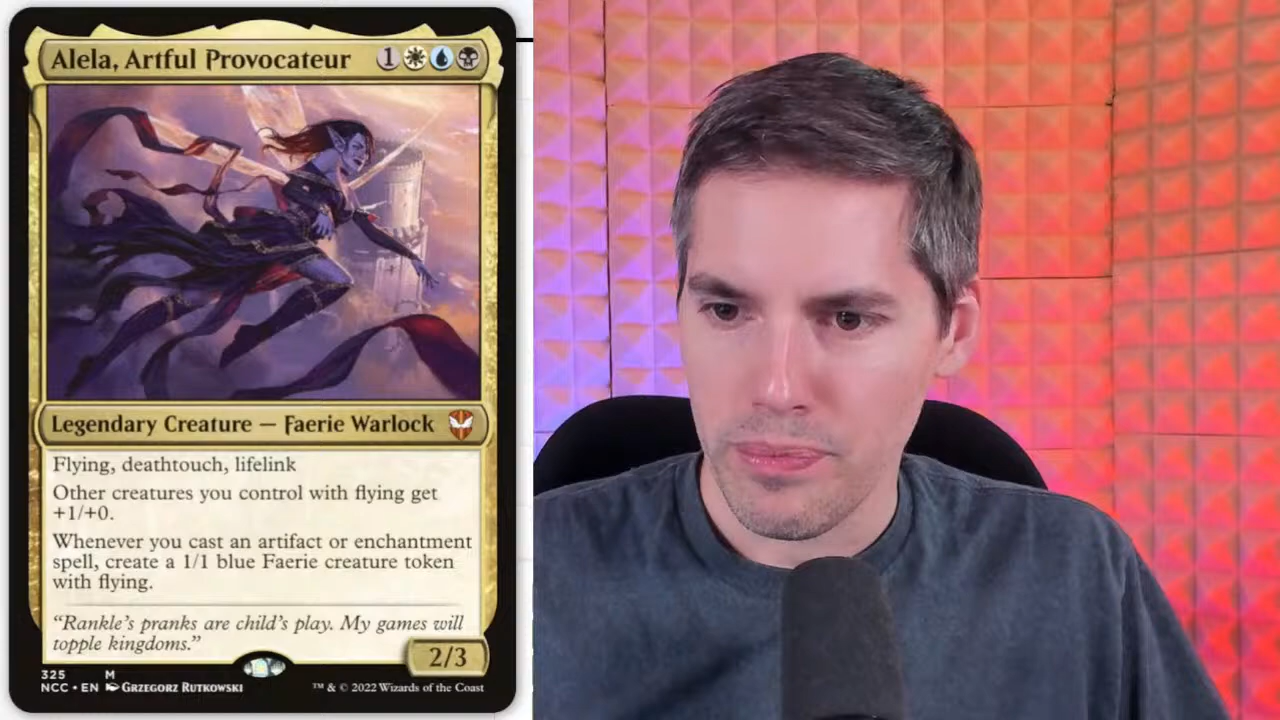 Alela, Artful Provocateur 1
Legendary Creature — Faerie Warlock
Flying, deathtouch, lifelink
Other creatures you control with flying get
+1/+0.
Whenever you cast an artifact or enchantment
spell, create a 1/1 blue Faerie creature token
with flying.
“Rankle’s pranks are child’s play. My games will
topple kingdoms.”
2/3
325 M
NCC • EN Grzegorz Rutkowski ™ & © 2022 Wizards of the Coast